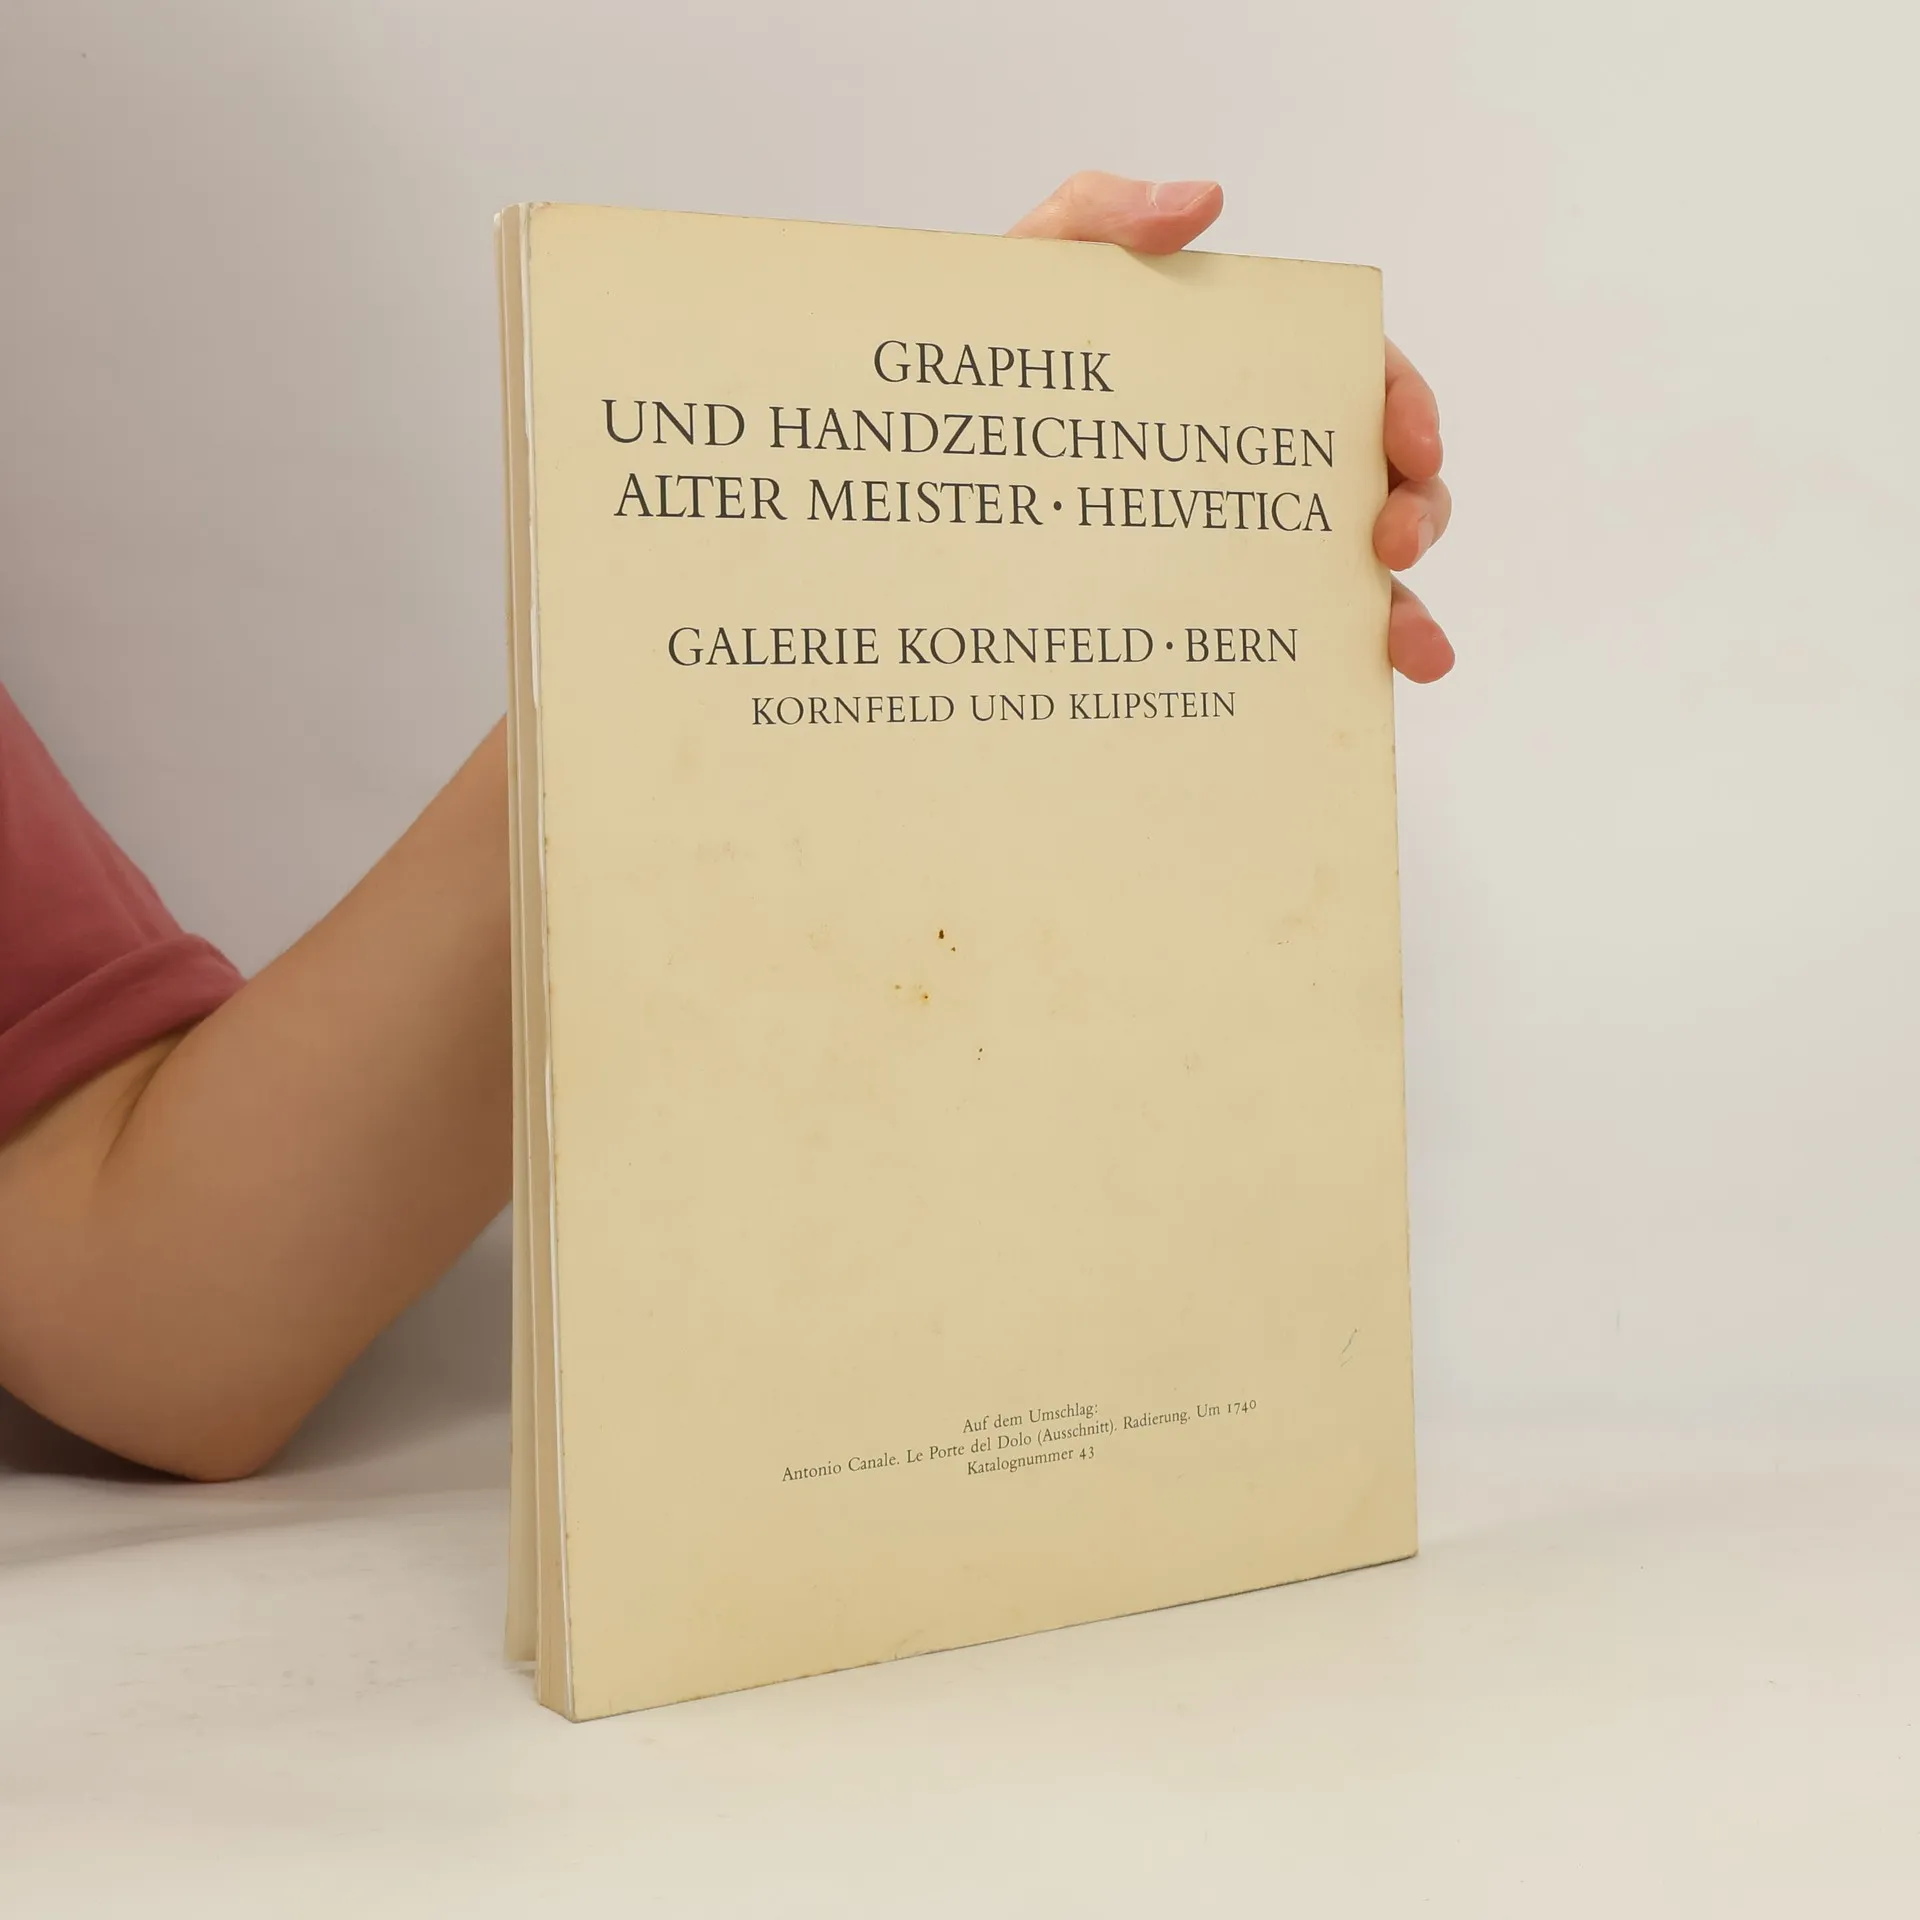 GRAPHIK
UND HANDZEICHNUNGEN
ALTER MEISTER · HELVETICA
GALERIE KORNFELD · BERN
KORNFELD UND KLIPSTEIN
Auf dem Umschlag:
Antonio Canale. Le Porte del Dolo (Ausschnitt). Radierung. Um 1740
Katalognummer 43